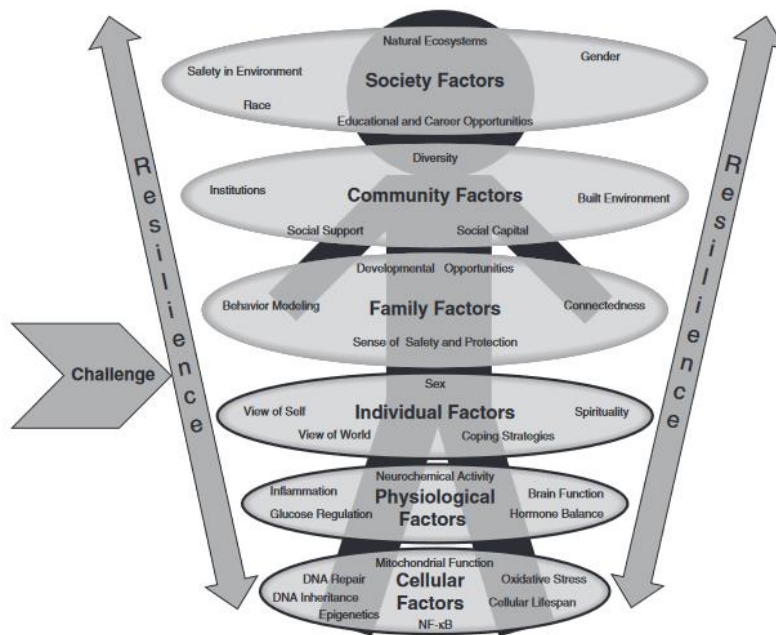 Natural Ecosystems
Gender
Safety in Environment
Society Factors
Race
Educational and Career Opportunities
Diversity
Institutions
Community Factors
Built Environment
Social Support
Social Capital
Developmental Opportunities
Behavior Modeling
Family Factors
Connectedness
Sense of Safety and Protection
Resilience
Resilience
Challenge
Sex
View of Self
Individual Factors
Spirituality
View of World
Coping Strategies
Neurochemical Activity
Inflammation
Physiological
Brain Function
Glucose Regulation
Factors
Hormone Balance
Mitochondrial Function
DNA Repair
Cellular
Oxidative Stress
DNA Inheritance
Factors
Cellular Lifespan
Epigenetics
NF-κB